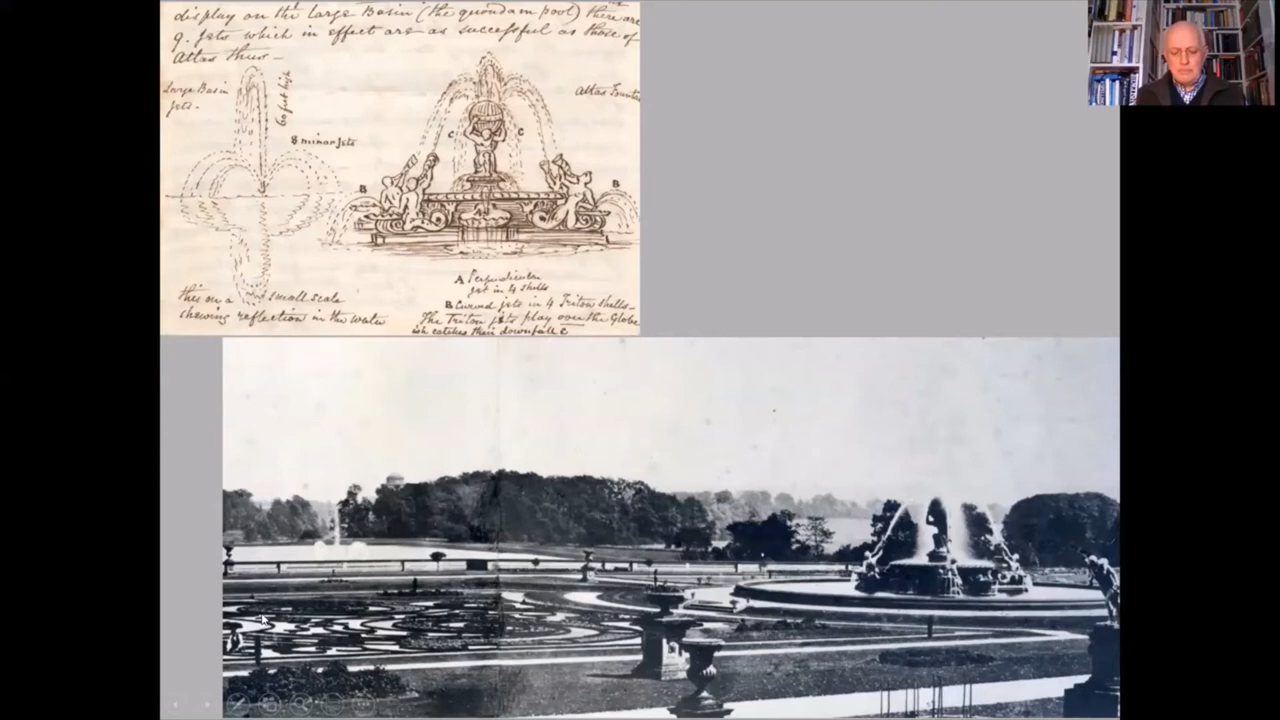 display on the large Basin (the quondam pool) there are
9. jets which in effect are as successful as those of
Atlas thus —
Large Basin
jets.
60 feet high
8 minor jets
Atlas
C
C
B
B
this on a small scale
shewing reflection in the water
A Perpendicular
jet in 4 shells
B Curved jets in 4 Triton shells —
The Triton jets play over the Globe
catches their downfall C